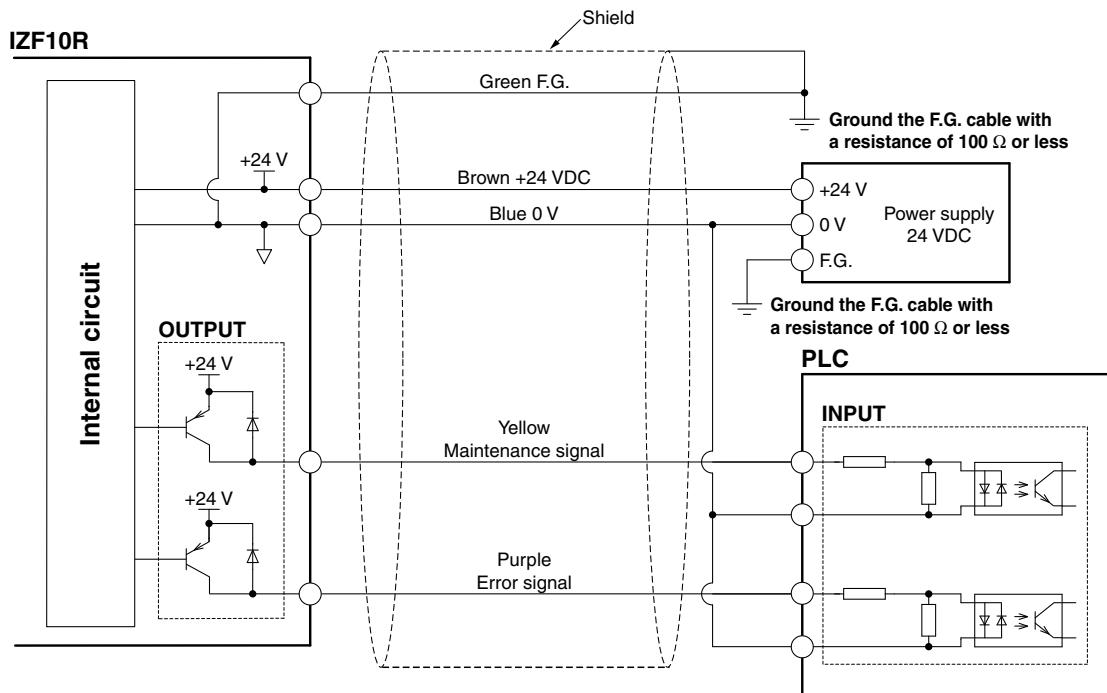 Shield
IZF10R
Green F.G.
Ground the F.G. cable with
a resistance of 100 Ω or less
+24 V
Brown +24 VDC
+24 V
Blue 0 V
0 V
Power supply
24 VDC
F.G.
Ground the F.G. cable with
a resistance of 100 Ω or less
Internal circuit
OUTPUT
+24 V
PLC
INPUT
Yellow
Maintenance signal
+24 V
Purple
Error signal